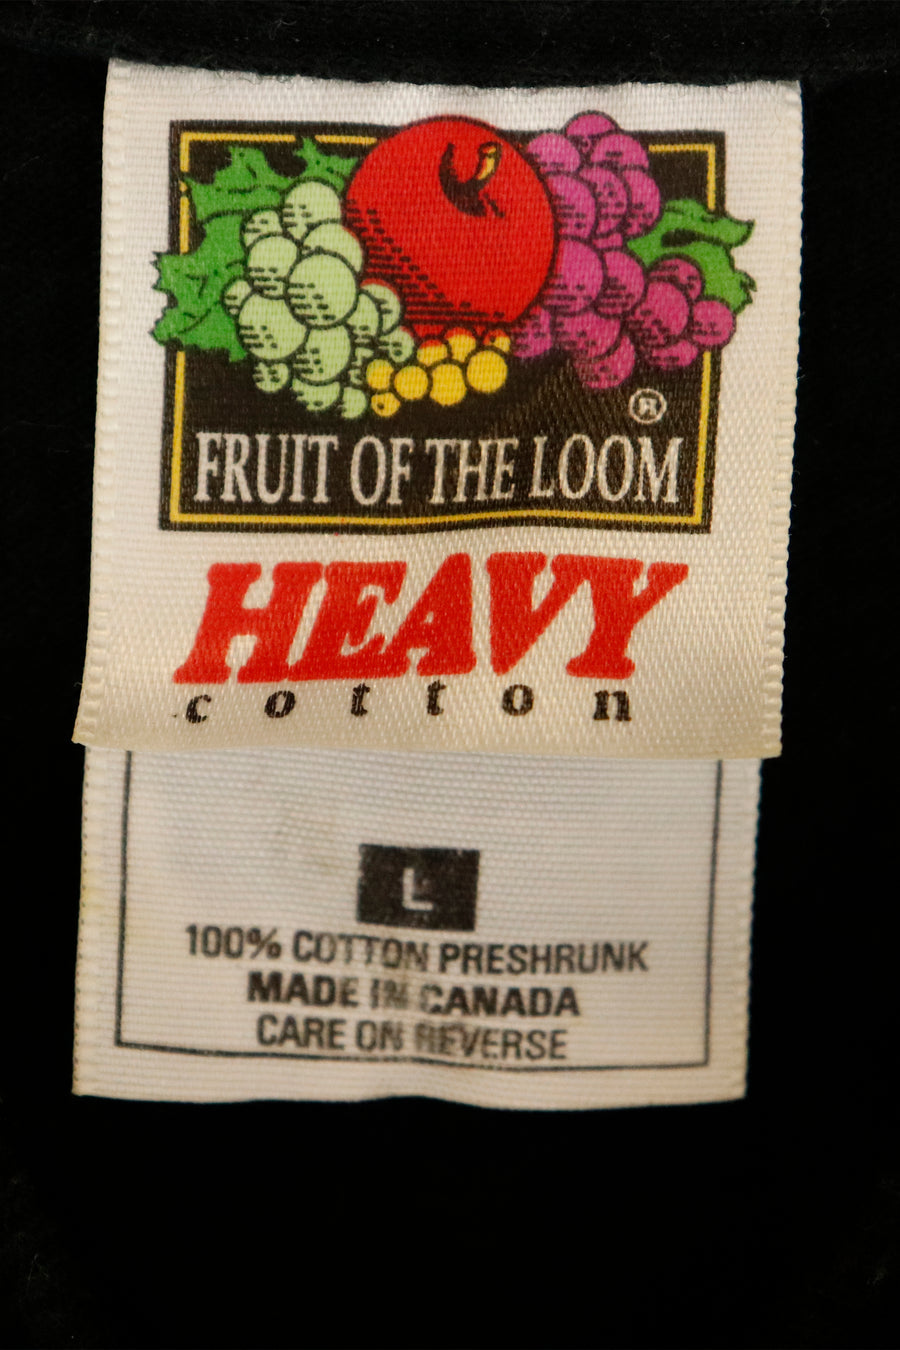 ®
FRUIT OF THE LOOM
HEAVY
cotton
L
100% COTTON PRESHRUNK
MADE IN CANADA
CARE ON REVERSE